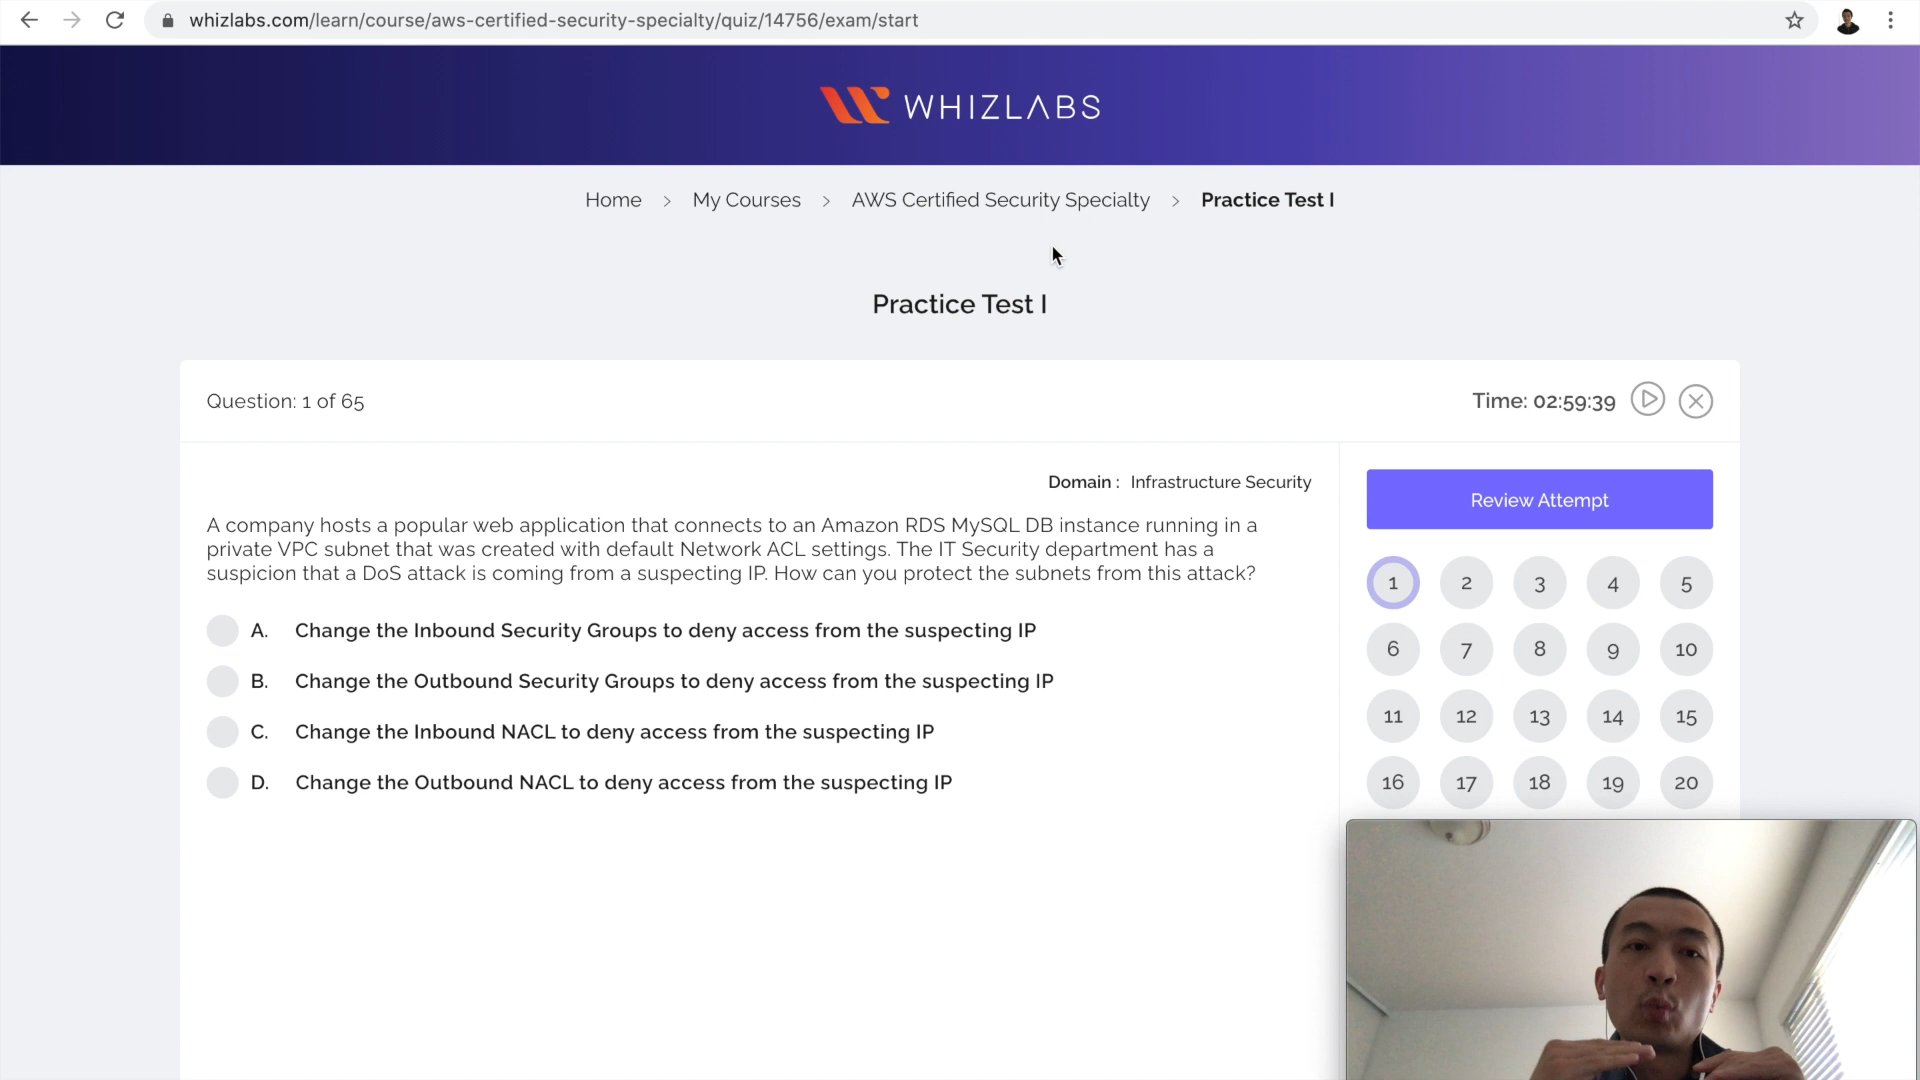 whizlabs.com/learn/course/aws-certified-security-specialty/quiz/14756/exam/start
WHIZLABS
Home > My Courses > AWS Certified Security Specialty > Practice Test I
Practice Test I
Question: 1 of 65
Time: 02:59:39
Domain : Infrastructure Security
Review Attempt
A company hosts a popular web application that connects to an Amazon RDS MySQL DB instance running in a
private VPC subnet that was created with default Network ACL settings. The IT Security department has a
suspicion that a DoS attack is coming from a suspecting IP. How can you protect the subnets from this attack?
A. Change the Inbound Security Groups to deny access from the suspecting IP
B. Change the Outbound Security Groups to deny access from the suspecting IP
C. Change the Inbound NACL to deny access from the suspecting IP
D. Change the Outbound NACL to deny access from the suspecting IP
1 2 3 4 5
6 7 8 9 10
11 12 13 14 15
16 17 18 19 20